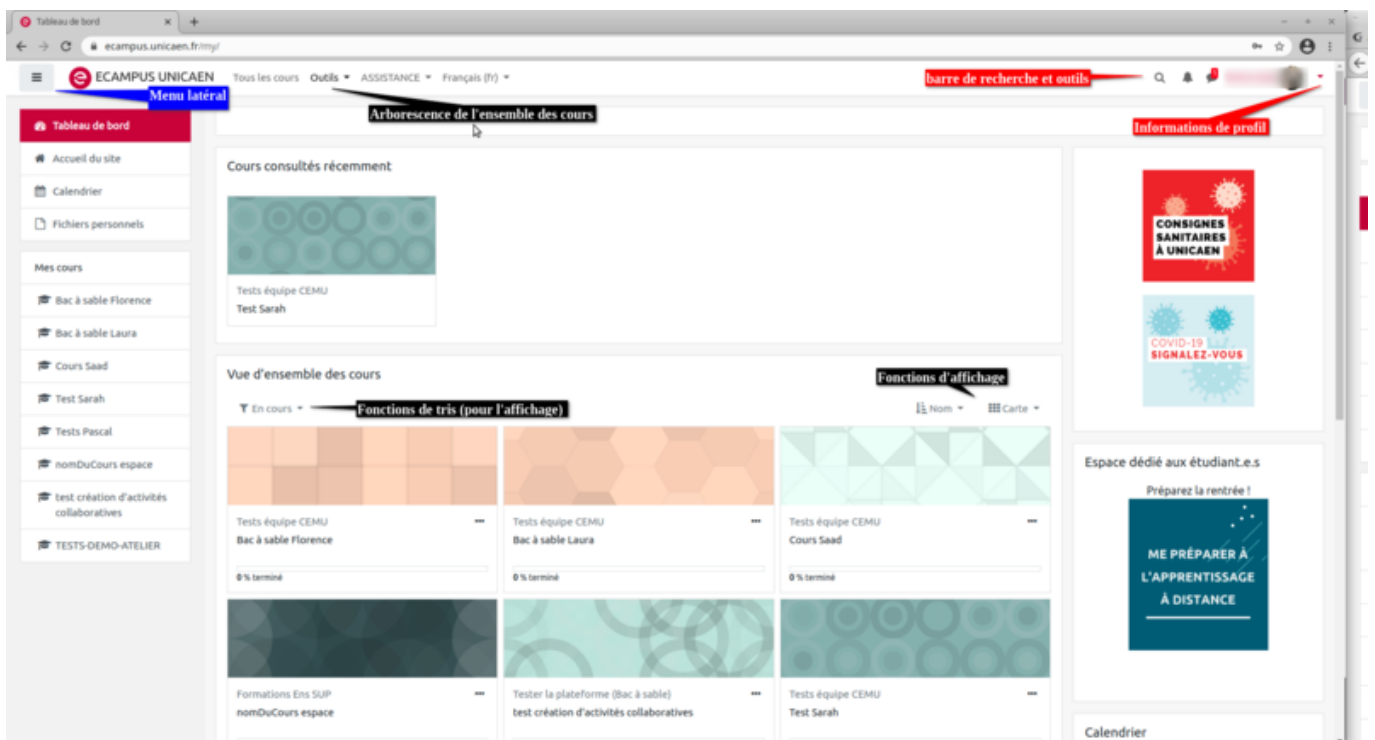 Tableau de bord
ecampus.unicaen.fr/my/
ECAMPUS UNICAEN Tous les cours Outils ASSISTANCE Français (fr)
barre de recherche et outils
Menu latéral
Arborescence de l'ensemble des cours
Informations de profil
Tableau de bord
Accueil du site
Calendrier
Fichiers personnels
Mes cours
Bac à sable Florence
Bac à sable Laura
Cours Saad
Test Sarah
Tests Pascal
nomDuCours espace
test création d'activités
collaboratives
TESTS-DEMO-ATELIER
Cours consultés récemment
Tests équipe CEMU
Test Sarah
Vue d'ensemble des cours
Fonctions d'affichage
En cours
Fonctions de tris (pour l'affichage)
Nom
Carte
Tests équipe CEMU
Bac à sable Florence
0 % terminé
Tests équipe CEMU
Bac à sable Laura
0 % terminé
Tests équipe CEMU
Cours Saad
0 % terminé
Formations Ens SUP
nomDuCours espace
Tester la plateforme (Bac à sable)
test création d'activités collaboratives
Tests équipe CEMU
Test Sarah
CONSIGNES
SANITAIRES
À UNICAEN
COVID-19
SIGNALEZ-VOUS
Espace dédié aux étudiant.e.s
Préparez la rentrée !
ME PRÉPARER À
L'APPRENTISSAGE
À DISTANCE
Calendrier